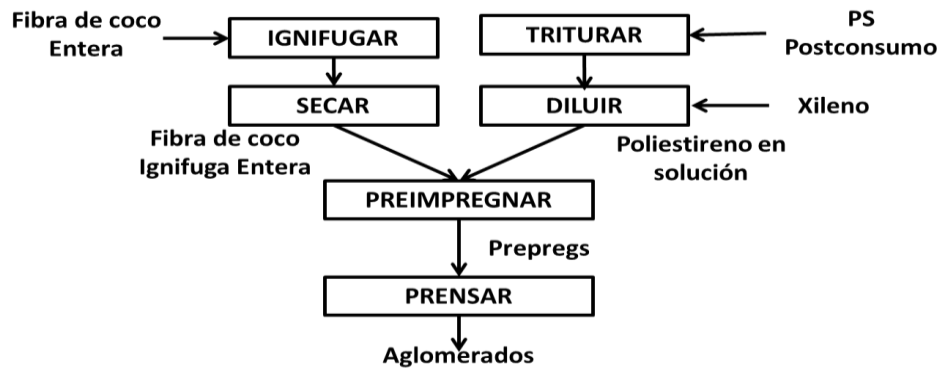 Fibra de coco
Entera
IGNIFUGAR
TRITURAR
PS
Postconsumo
SECAR
DILUIR
Xileno
Fibra de coco
Ignifuga Entera
Poliestireno en
solución
PREIMPREGNAR
Prepregs
PRENSAR
Aglomerados